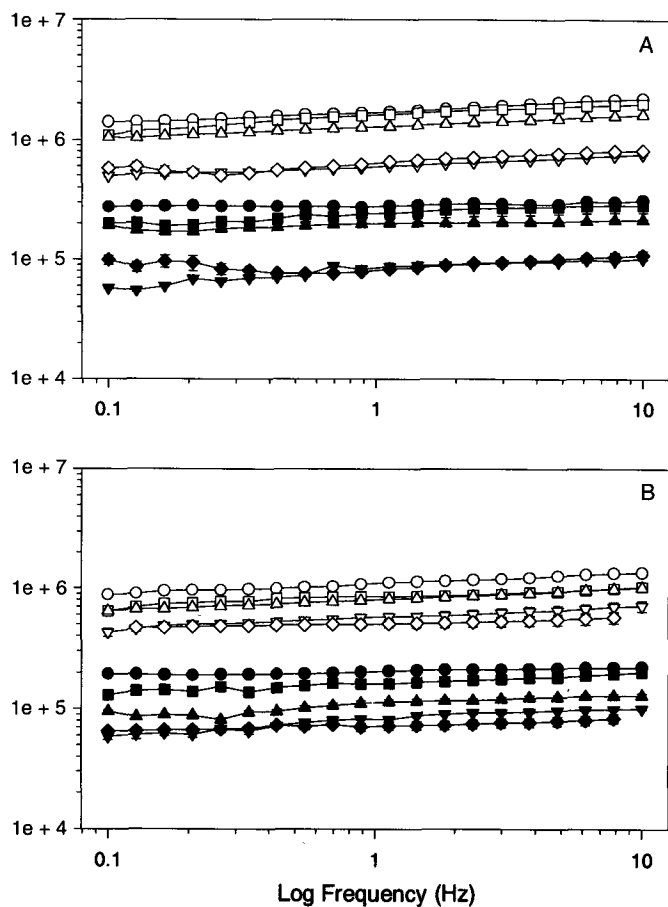 1e + 7
A
1e + 6
1e + 5
1e + 4
0.1 1 10
1e + 7
B
1e + 6
1e + 5
1e + 4
0.1 1 10
Log Frequency (Hz)